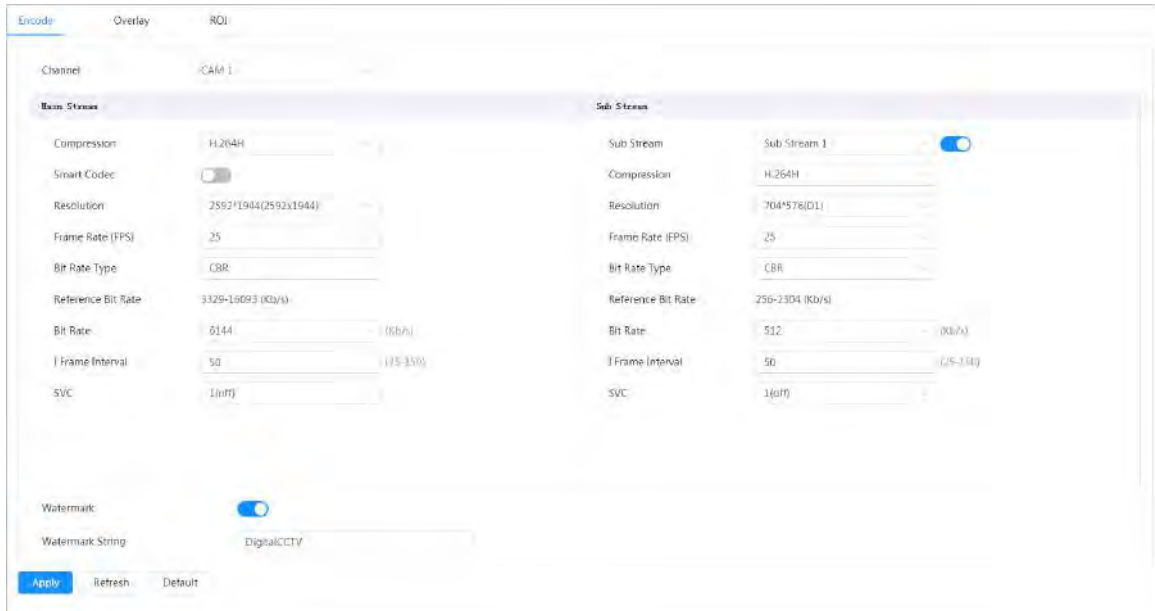 Encode Overlay ROI
Channel CAM 1
Main Stream Sub Stream
Compression H.264H Sub Stream Sub Stream 1
Smart Codec Compression H.264H
Resolution 2592*1944(2592x1944) Resolution 704*576(D1)
Frame Rate (FPS) 25 Frame Rate (FPS) 25
Bit Rate Type CBR Bit Rate Type CBR
Reference Bit Rate 3329-16093 (Kb/s) Reference Bit Rate 256-2304 (Kb/s)
Bit Rate 6144 (Kb/s) Bit Rate 512 (Kb/s)
I Frame Interval 50 (25-150) I Frame Interval 50 (25-150)
SVC 1(off) SVC 1(off)
Watermark
Watermark String DigitalCCTV
Apply Refresh Default